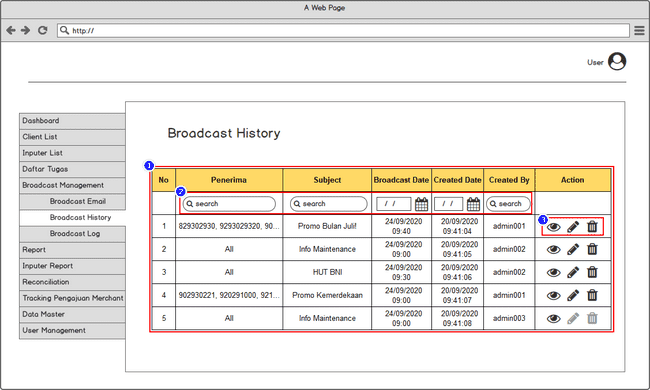 A Web Page
http://
User
Dashboard
Client List
Inputer List
Daftar Tugas
Broadcast Management
Broadcast Email
Broadcast History
Broadcast Log
Report
Inputer Report
Reconciliation
Tracking Pengajuan Merchant
Data Master
User Management
Broadcast History
1
No Penerima Subject Broadcast Date Created Date Created By Action
2
search search / / / / search
3
1 829302930, 9293029320, 90... Promo Bulan Juli! 24/09/2020 09:40 20/09/2020 09:41:04 admin001
2 All Info Maintenance 24/09/2020 09:00 20/09/2020 09:41:05 admin002
3 All HUT BNI 24/09/2020 09:30 20/09/2020 09:41:06 admin002
4 902930221, 920291000, 921... Promo Kemerdekaan 24/09/2020 09:00 20/09/2020 09:41:07 admin001
5 All Info Maintenance 24/09/2020 09:00 20/09/2020 09:41:08 admin003